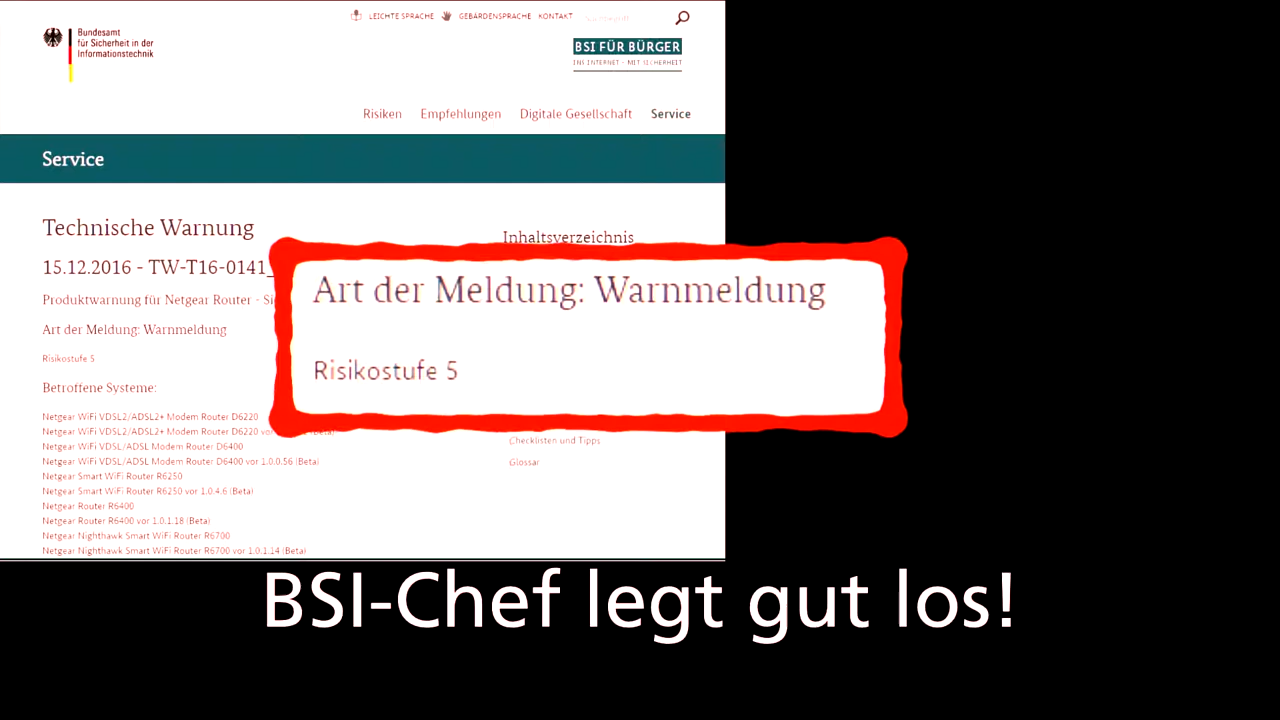 LEICHTE SPRACHE GEBÄRDENSPRACHE KONTAKT
Bundesamt
für Sicherheit in der
Informationstechnik
BSI FÜR BÜRGER
INS INTERNET - MIT SICHERHEIT
Risiken Empfehlungen Digitale Gesellschaft Service
Service
Technische Warnung
Inhaltsverzeichnis
15.12.2016 - TW-T16-0141_
Produktwarnung für Netgear Router -
Art der Meldung: Warnmeldung
Risikostufe 5
Art der Meldung: Warnmeldung
Risikostufe 5
Betroffene Systeme:
Netgear WiFi VDSL2/ADSL2+ Modem Router D6220
Netgear WiFi VDSL2/ADSL2+ Modem Router D6220
Netgear WiFi VDSL/ADSL Modem Router D6400
Netgear WiFi VDSL/ADSL Modem Router D6400 vor 1.0.0.56 (Beta)
Netgear Smart WiFi Router R6250
Netgear Smart WiFi Router R6250 vor 1.0.4.6 (Beta)
Netgear Router R6400
Netgear Router R6400 vor 1.0.1.18 (Beta)
Netgear Nighthawk Smart WiFi Router R6700
Netgear Nighthawk Smart WiFi Router R6700 vor 1.0.1.14 (Beta)
Checklisten und Tipps
Glossar
BSI-Chef legt gut los!